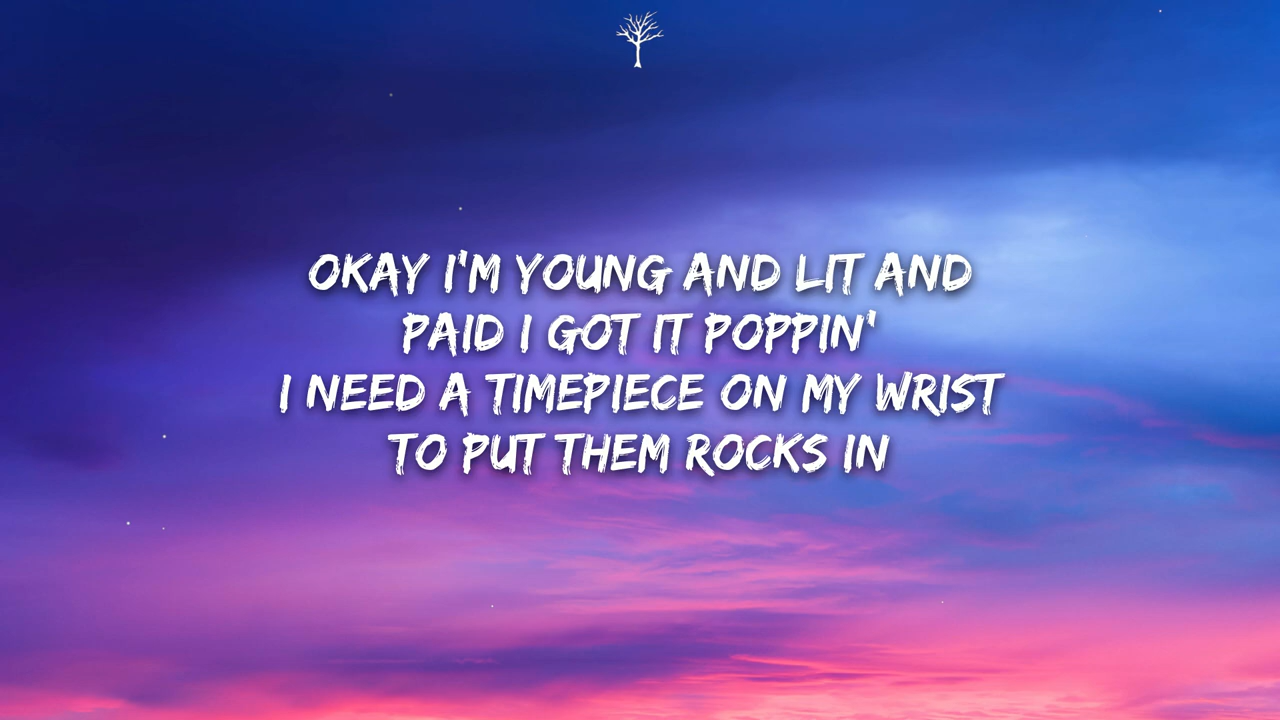 OKAY I'M YOUNG AND LIT AND
PAID I GOT IT POPPIN'
I NEED A TIMEPIECE ON MY WRIST
TO PUT THEM ROCKS IN